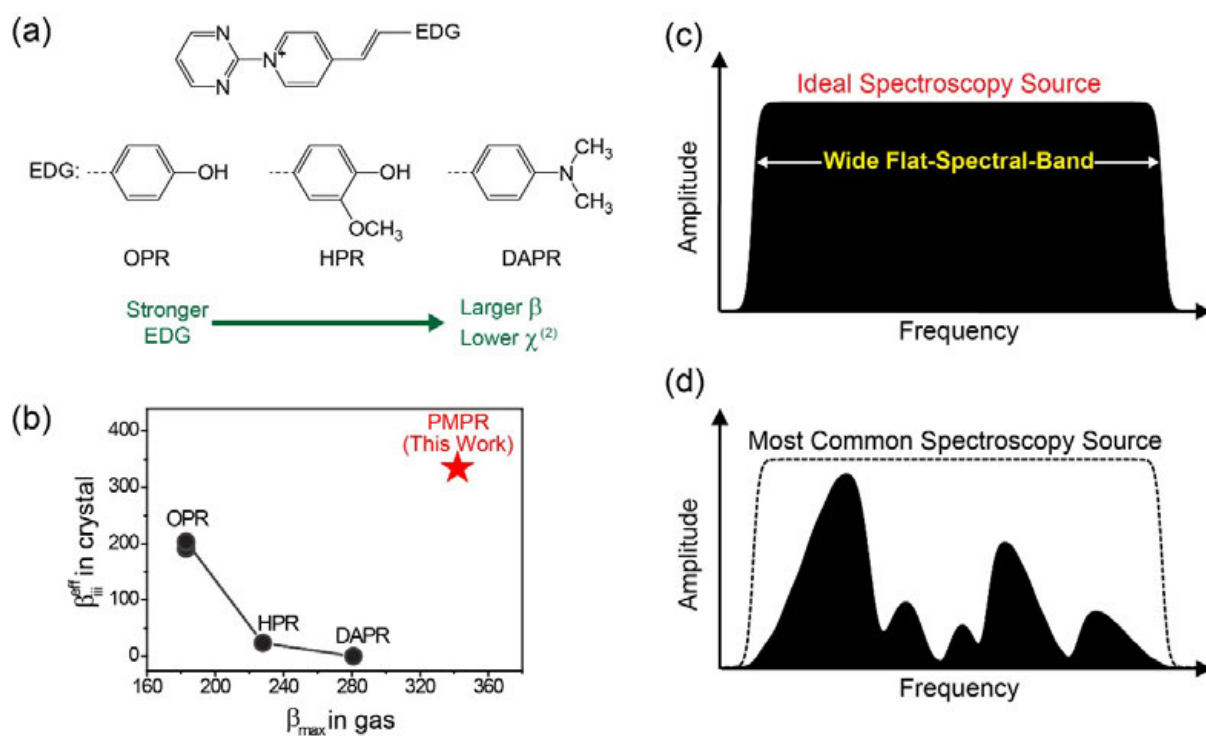 (a)
EDG
N
N
N+
EDG:
OH
OH
OCH3
N
CH3
CH3
OPR
HPR
DAPR
Stronger
EDG
Larger β
Lower χ(2)
(b)
βiii^eff in crystal
400
300
200
100
0
PMPR
(This Work)
OPR
HPR
DAPR
160 200 240 280 320 360
βmax in gas
(c)
Ideal Spectroscopy Source
Wide Flat-Spectral-Band
Amplitude
Frequency
(d)
Most Common Spectroscopy Source
Amplitude
Frequency